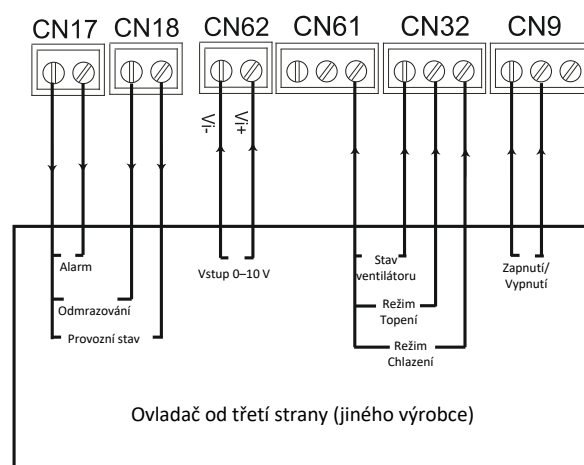 CN17 CN18 CN62 CN61 CN32 CN9
Vi-
Vi+
Alarm
Odmrazování
Provozní stav
Vstup 0–10 V
Stav
ventilátoru
Režim
Topení
Režim
Chlazení
Zapnutí/
Vypnutí
Ovladač od třetí strany (jiného výrobce)